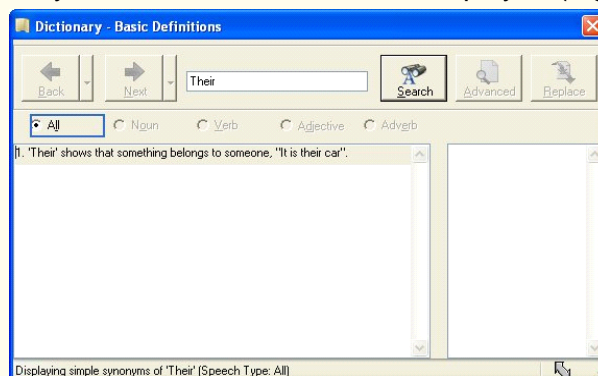 Dictionary - Basic Definitions
Back Next Their Search Advanced Replace
All Noun Verb Adjective Adverb
1. 'Their' shows that something belongs to someone, "It is their car".
Displaying simple synonyms of 'Their' (Speech Type: All)